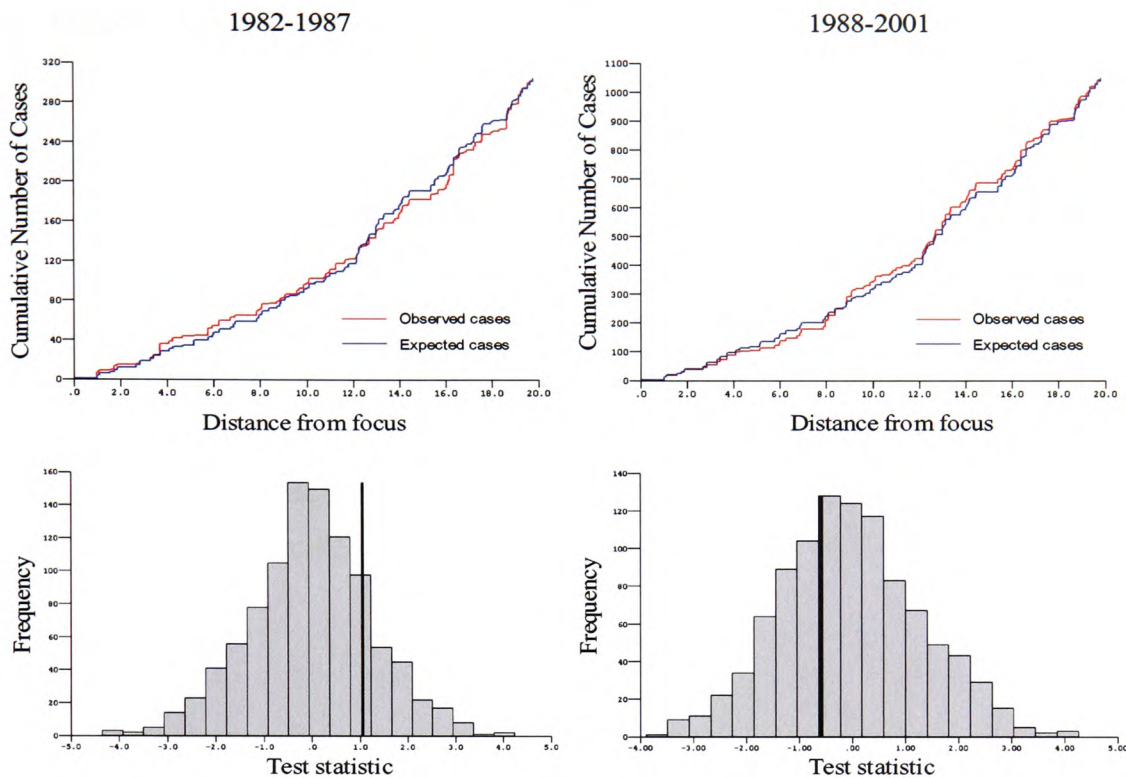 1982-1987
1988-2001
Cumulative Number of Cases
320
280
240
200
160
120
80
40
0
.0 2.0 4.0 6.0 8.0 10.0 12.0 14.0 16.0 18.0 20.0
Observed cases
Expected cases
Distance from focus
Cumulative Number of Cases
1100
1000
900
800
700
600
500
400
300
200
100
0
.0 2.0 4.0 6.0 8.0 10.0 12.0 14.0 16.0 18.0 20.0
Observed cases
Expected cases
Distance from focus
Frequency
160
140
120
100
80
60
40
20
0
-5.0 -4.0 -3.0 -2.0 -1.0 .0 1.0 2.0 3.0 4.0 5.0
Test statistic
Frequency
140
120
100
80
60
40
20
0
-4.00 -3.00 -2.00 -1.00 .00 1.00 2.00 3.00 4.00 5.00
Test statistic